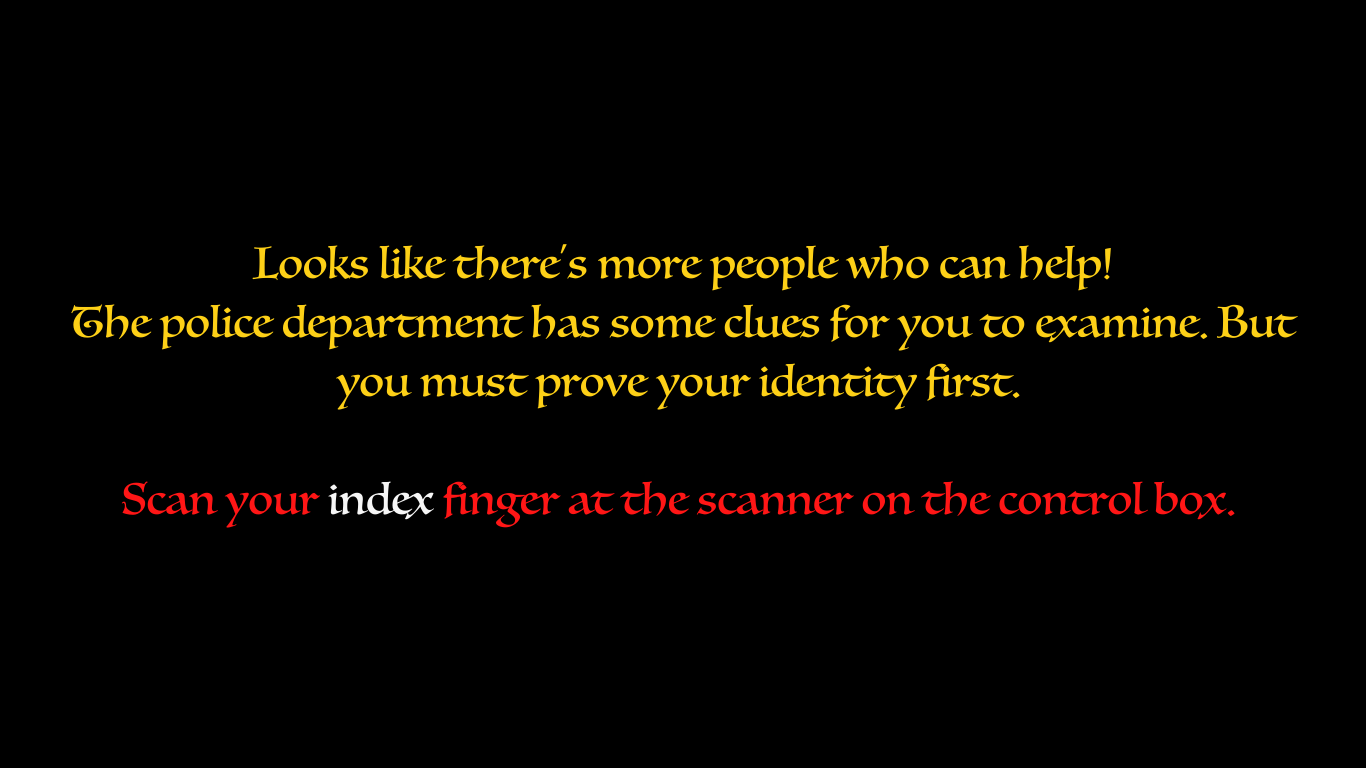 Looks like there's more people who can help!
The police department has some clues for you to examine. But
you must prove your identity first.
Scan your index finger at the scanner on the control box.